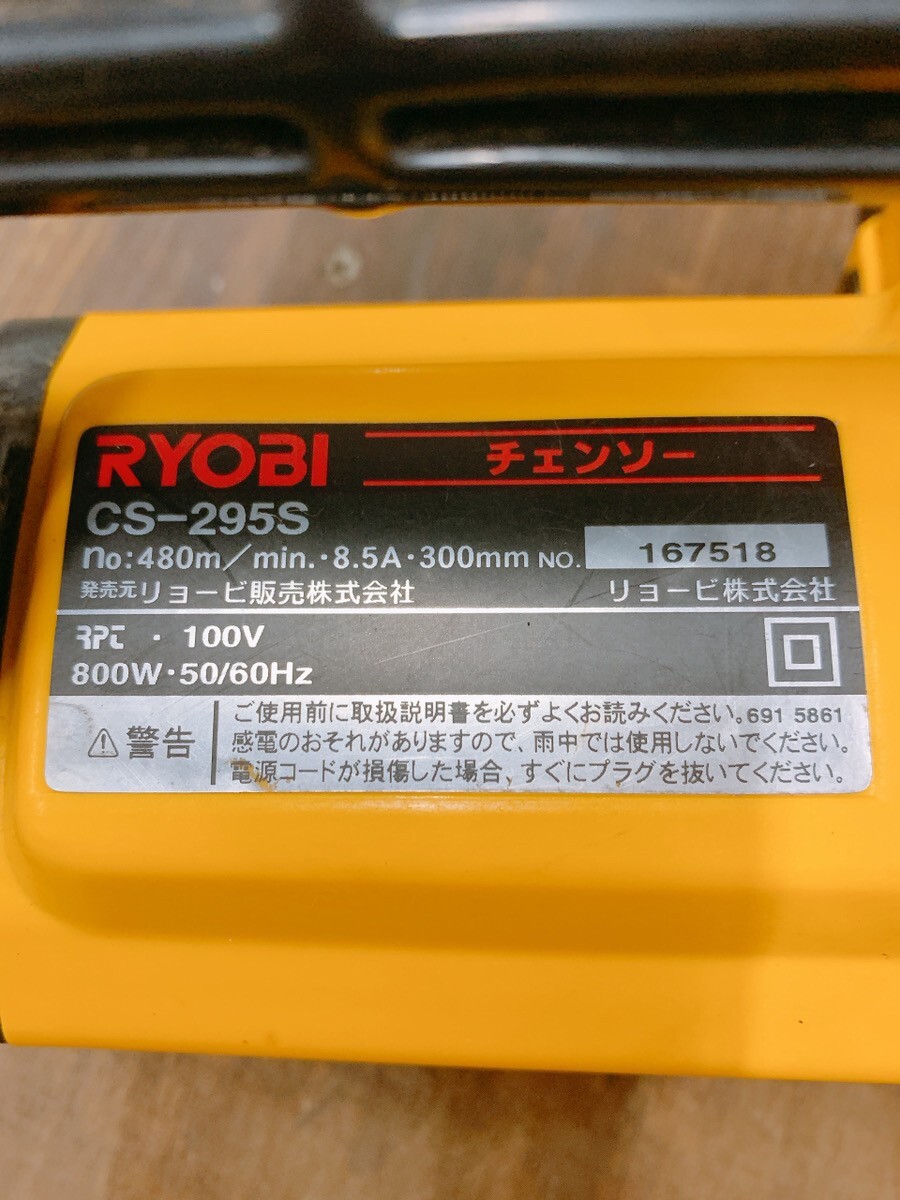 RYOBI チェンソー
CS-295S
no:480m/min.・8.5A・300mm NO. 167518
発売元リョービ販売株式会社 リョービ株式会社
・100V
800W・50/60Hz
警告
ご使用前に取扱説明書を必ずよくお読みください。691 5861
感電のおそれがありますので、雨中では使用しないでください。
電源コードが損傷した場合、すぐにプラグを抜いてください。